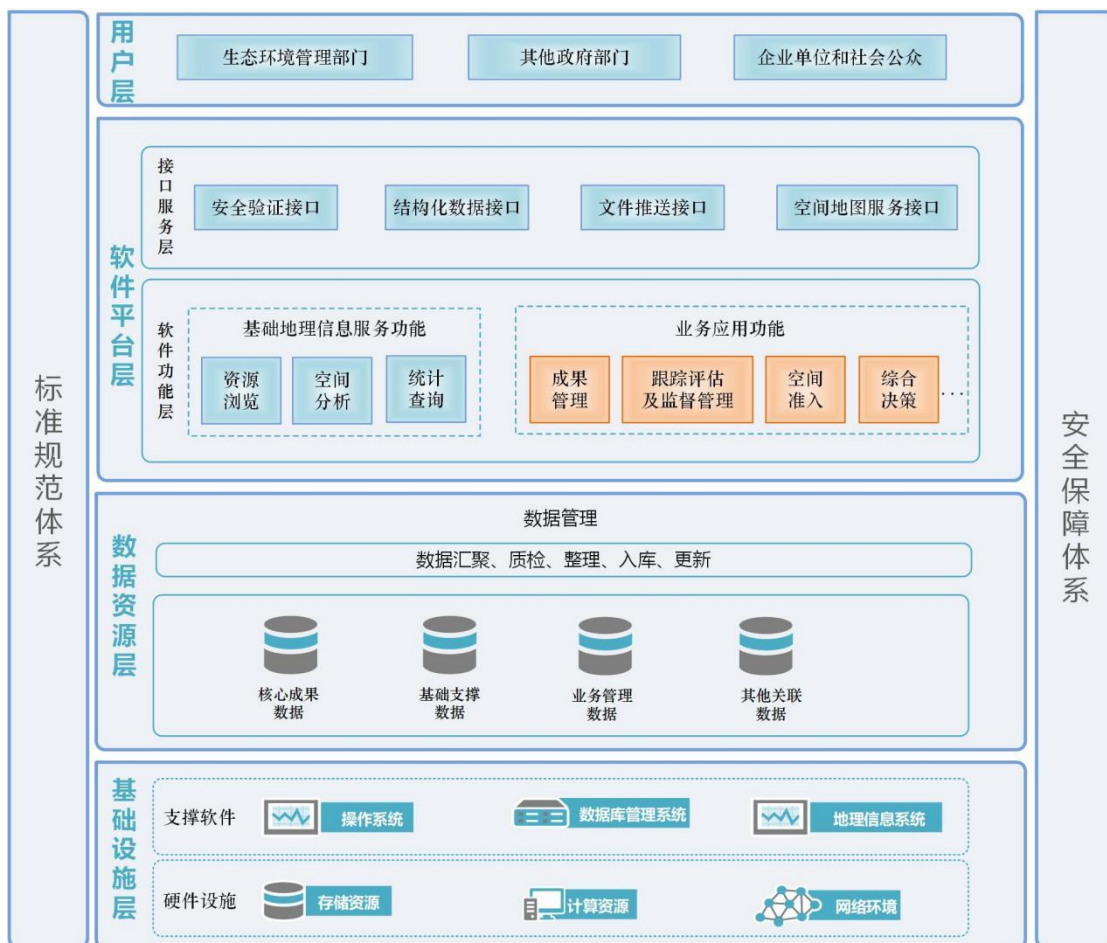 标准规范体系
用户层
生态环境管理部门
其他政府部门
企业单位和社会公众
软件平台层
接口服务层
安全验证接口
结构化数据接口
文件推送接口
空间地图服务接口
软件功能层
基础地理信息服务功能
资源
浏览
空间
分析
统计
查询
业务应用功能
成果
管理
跟踪评估
及监督管理
空间
准入
综合
决策
...
数据资源层
数据管理
数据汇聚、质检、整理、入库、更新
核心成果
数据
基础支撑
数据
业务管理
数据
其他关联
数据
基础设施层
支撑软件
操作系统
数据库管理系统
地理信息系统
硬件设施
存储资源
计算资源
网络环境
安全保障体系